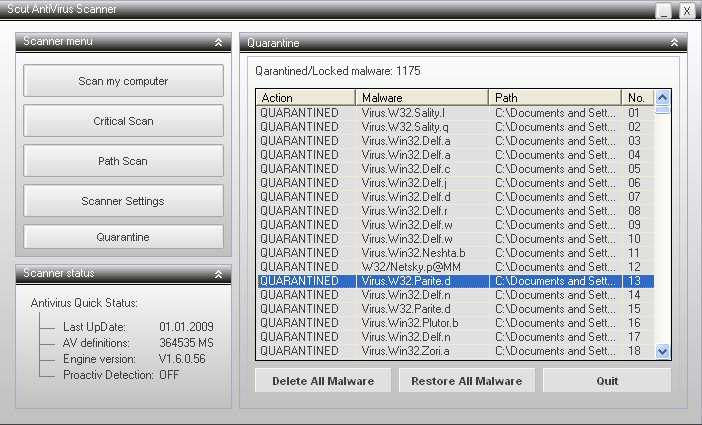 Scut AntiVirus Scanner
Scanner menu
Scan my computer
Critical Scan
Path Scan
Scanner Settings
Quarantine
Scanner status
Antivirus Quick Status:
Last UpDate: 01.01.2009
AV definitions: 364535 MS
Engine version: V1.6.0.56
Proactiv Detection: OFF
Quarantine
Qarantined/Locked malware: 1175
Action Malware Path No.
QUARANTINED Virus.W32.Sality.l C:\Documents and Sett... 01
QUARANTINED Virus.W32.Sality.q C:\Documents and Sett... 02
QUARANTINED Virus.Win32.Delf.a C:\Documents and Sett... 03
QUARANTINED Virus.Win32.Delf.a C:\Documents and Sett... 04
QUARANTINED Virus.Win32.Delf.c C:\Documents and Sett... 05
QUARANTINED Virus.Win32.Delf.j C:\Documents and Sett... 06
QUARANTINED Virus.Win32.Delf.d C:\Documents and Sett... 07
QUARANTINED Virus.Win32.Delf.r C:\Documents and Sett... 08
QUARANTINED Virus.Win32.Delf.w C:\Documents and Sett... 09
QUARANTINED Virus.Win32.Delf.w C:\Documents and Sett... 10
QUARANTINED Virus.Win32.Neshta.b C:\Documents and Sett... 11
QUARANTINED W32/Netsky.p@MM C:\Documents and Sett... 12
QUARANTINED Virus.W32.Parite.d C:\Documents and Sett... 13
QUARANTINED Virus.Win32.Delf.n C:\Documents and Sett... 14
QUARANTINED Virus.W32.Parite.d C:\Documents and Sett... 15
QUARANTINED Virus.Win32.Plutor.b C:\Documents and Sett... 16
QUARANTINED Virus.Win32.Delf.n C:\Documents and Sett... 17
QUARANTINED Virus.Win32.Zori.a C:\Documents and Sett... 18
Delete All Malware Restore All Malware Quit